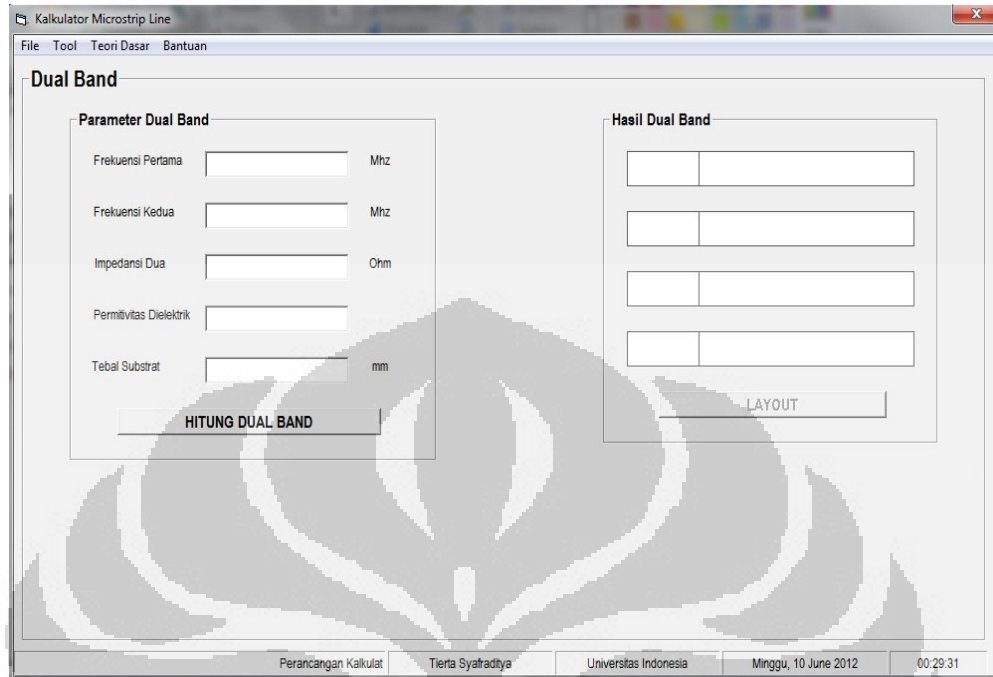 Kalkulator Microstrip Line
File Tool Teori Dasar Bantuan
Dual Band
Parameter Dual Band
Frekuensi Pertama Mhz
Frekuensi Kedua Mhz
Impedansi Dua Ohm
Permitivitas Dielektrik
Tebal Substrat mm
HITUNG DUAL BAND
Hasil Dual Band
LAYOUT
Perancangan Kalkulat Tierta Syafraditya Universitas Indonesia Minggu, 10 June 2012 00:29:31